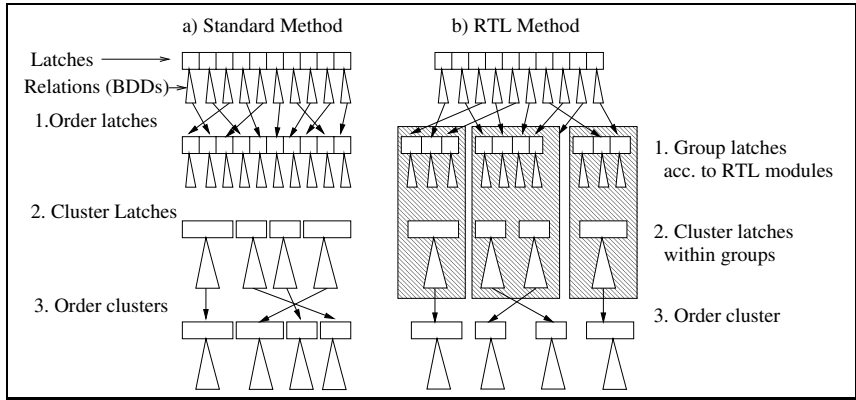 a) Standard Method
b) RTL Method
Latches
Relations (BDDs)
1.Order latches
2. Cluster Latches
3. Order clusters
1. Group latches
acc. to RTL modules
2. Cluster latches
within groups
3. Order cluster